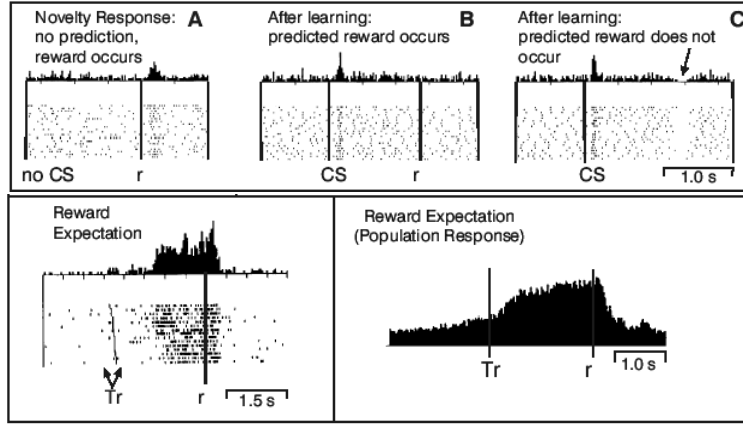 Novelty Response: A
no prediction,
reward occurs
no CS r
After learning: B
predicted reward occurs
CS r
After learning: C
predicted reward does not
occur
CS 1.0 s
Reward
Expectation
Tr r 1.5 s
Reward Expectation
(Population Response)
Tr r 1.0 s